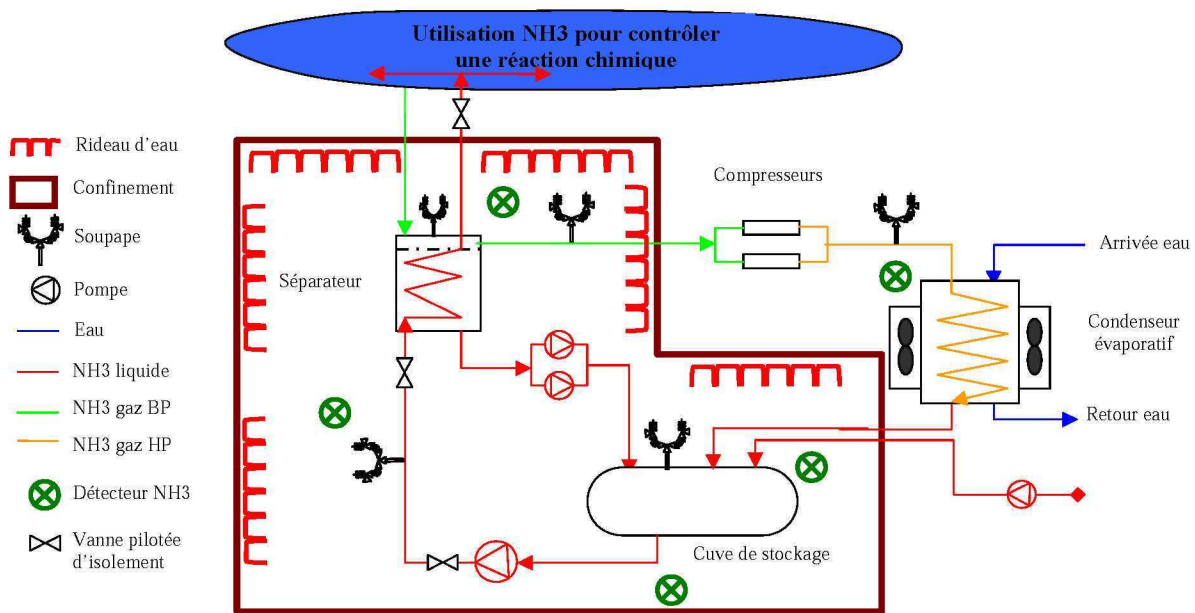 Utilisation NH3 pour contrôler
une réaction chimique
Rideau d'eau
Confinement
Soupape
Pompe
Eau
NH3 liquide
NH3 gaz BP
NH3 gaz HP
Détecteur NH3
Vanne pilotée
d'isolement
Séparateur
Compresseurs
Arrivée eau
Condenseur
évaporatif
Retour eau
Cuve de stockage